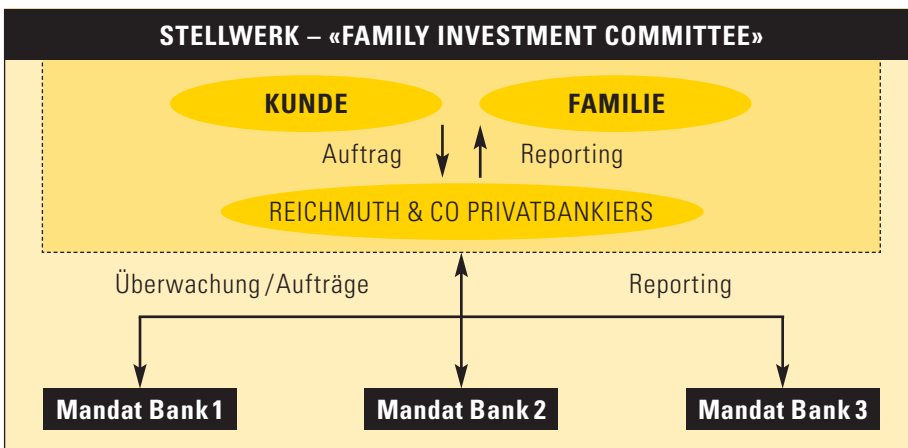 STELLWERK – «FAMILY INVESTMENT COMMITTEE»
KUNDE FAMILIE
Auftrag Reporting
REICHMUTH & CO PRIVATBANKIERS
Überwachung/Aufträge Reporting
Mandat Bank 1 Mandat Bank 2 Mandat Bank 3